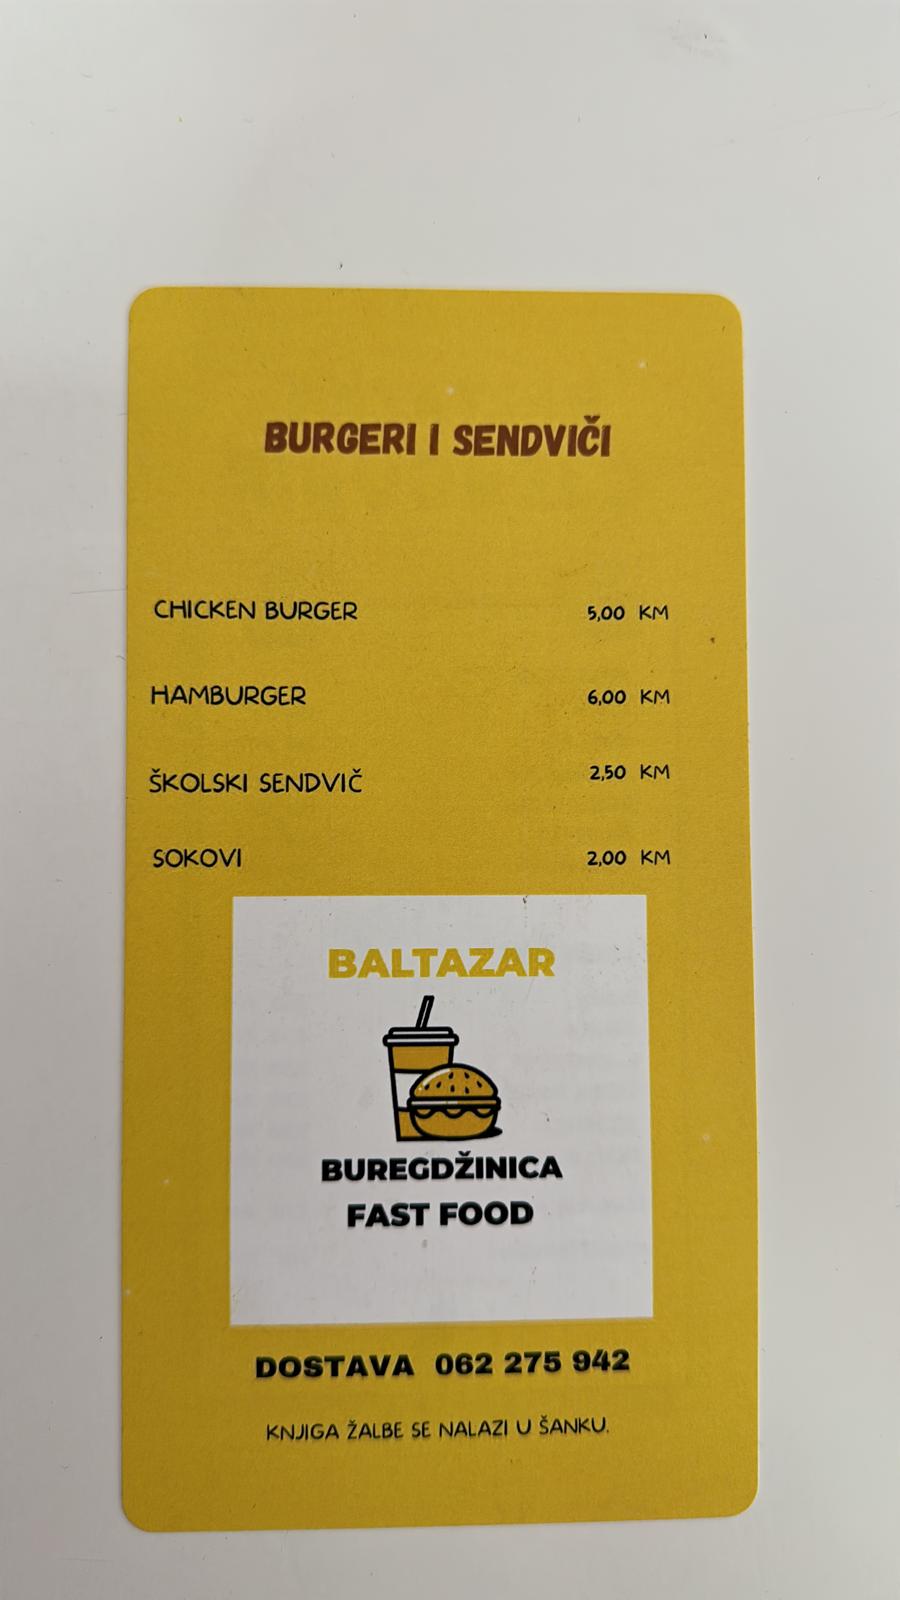 BURGERI I SENDVIČI
CHICKEN BURGER 5,00 KM
HAMBURGER 6,00 KM
ŠKOLSKI SENDVIČ 2,50 KM
SOKOVI 2,00 KM
BALTAZAR
BUREGDŽINICA
FAST FOOD
DOSTAVA 062 275 942
KNJIGA ŽALBE SE NALAZI U ŠANKU.